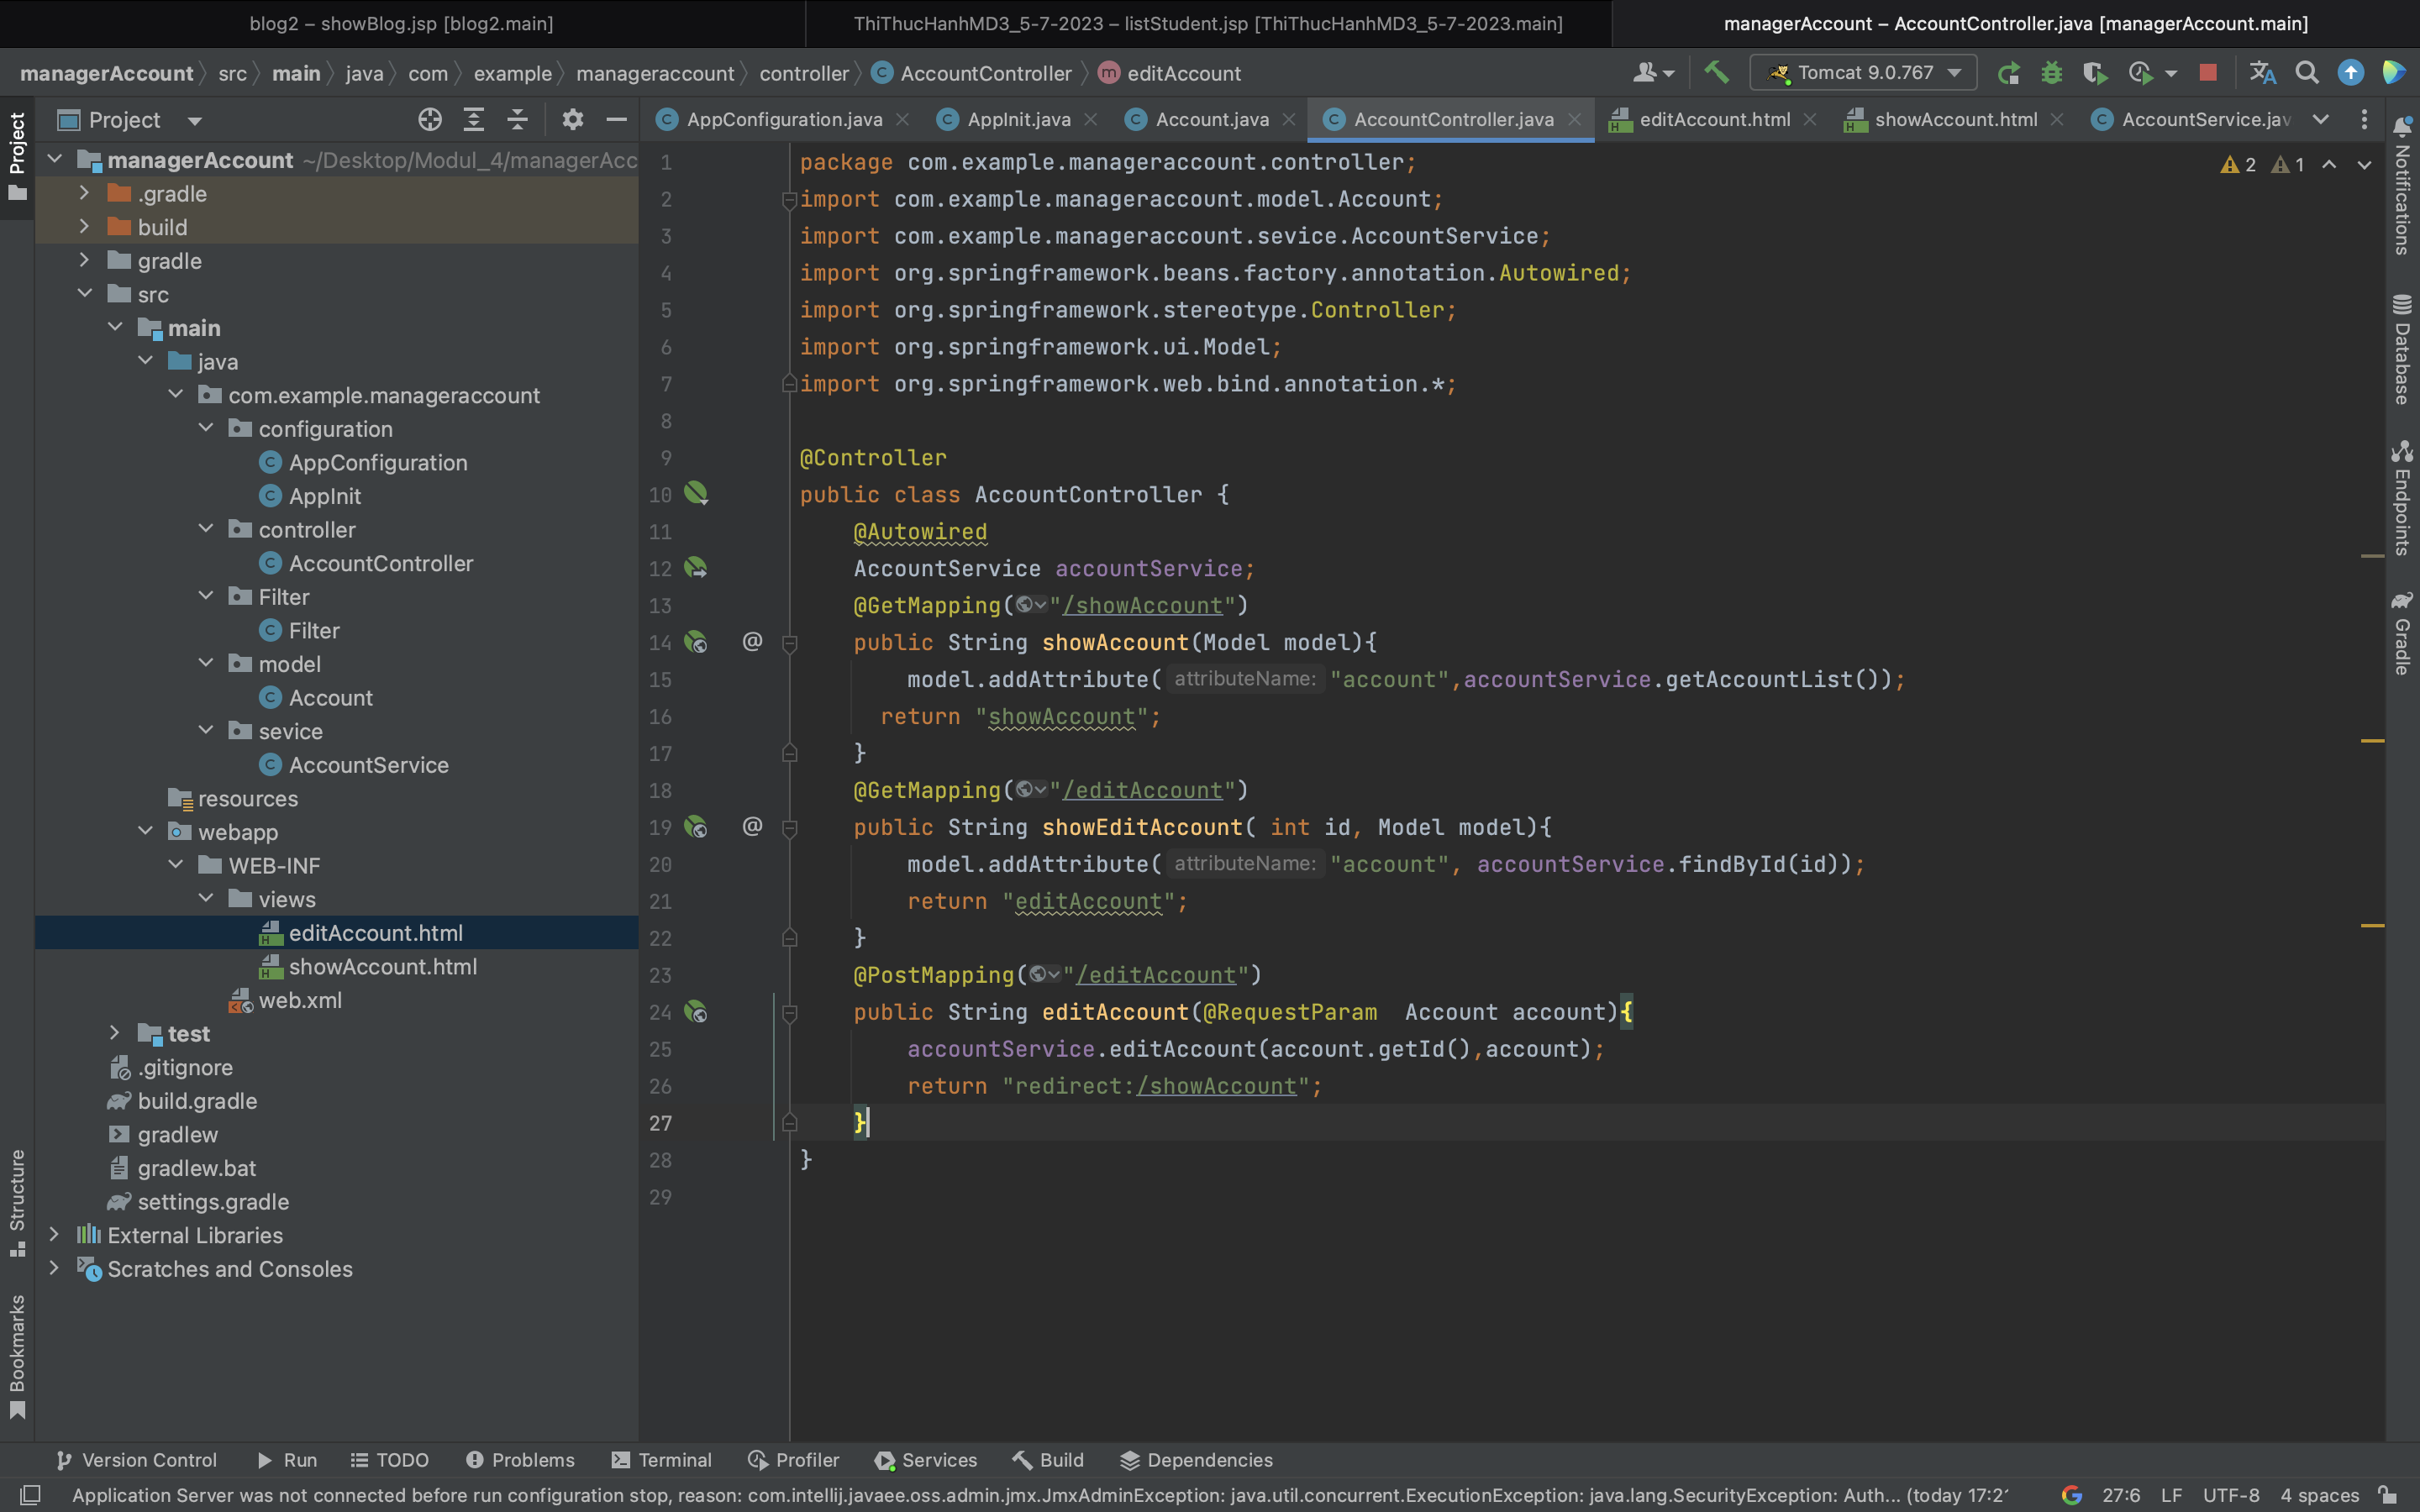 blog2 – showBlog.jsp [blog2.main]
ThiThucHanhMD3_5-7-2023 – listStudent.jsp [ThiThucHanhMD3_5-7-2023.main]
managerAccount – AccountController.java [managerAccount.main]
managerAccount src main java com example manageraccount controller AccountController editAccount
Tomcat 9.0.767
Project
AppConfiguration.java
AppInit.java
Account.java
AccountController.java
editAccount.html
showAccount.html
AccountService.jav
Project
Structure
Bookmarks
managerAccount ~/Desktop/Modul_4/managerAcc
.gradle
build
gradle
src
main
java
com.example.manageraccount
configuration
AppConfiguration
AppInit
controller
AccountController
Filter
Filter
model
Account
sevice
AccountService
resources
webapp
WEB-INF
views
editAccount.html
showAccount.html
web.xml
test
.gitignore
build.gradle
gradlew
gradlew.bat
settings.gradle
External Libraries
Scratches and Consoles
2 1
1 package com.example.manageraccount.controller;
2 import com.example.manageraccount.model.Account;
3 import com.example.manageraccount.sevice.AccountService;
4 import org.springframework.beans.factory.annotation.Autowired;
5 import org.springframework.stereotype.Controller;
6 import org.springframework.ui.Model;
7 import org.springframework.web.bind.annotation.*;
8
9 @Controller
10 public class AccountController {
11 @Autowired
12 AccountService accountService;
13 @GetMapping("/showAccount")
14 @ public String showAccount(Model model){
15 model.addAttribute( attributeName: "account",accountService.getAccountList());
16 return "showAccount";
17 }
18 @GetMapping("/editAccount")
19 @ public String showEditAccount( int id, Model model){
20 model.addAttribute( attributeName: "account", accountService.findById(id));
21 return "editAccount";
22 }
23 @PostMapping("/editAccount")
24 public String editAccount(@RequestParam  Account account){
25 accountService.editAccount(account.getId(),account);
26 return "redirect:/showAccount";
27 }
28 }
29
Notifications
Database
Endpoints
Gradle
Version Control
Run
TODO
Problems
Terminal
Profiler
Services
Build
Dependencies
Application Server was not connected before run configuration stop, reason: com.intellij.javaee.oss.admin.jmx.JmxAdminException: java.util.concurrent.ExecutionException: java.lang.SecurityException: Auth... (today 17:2
27:6 LF UTF-8 4 spaces